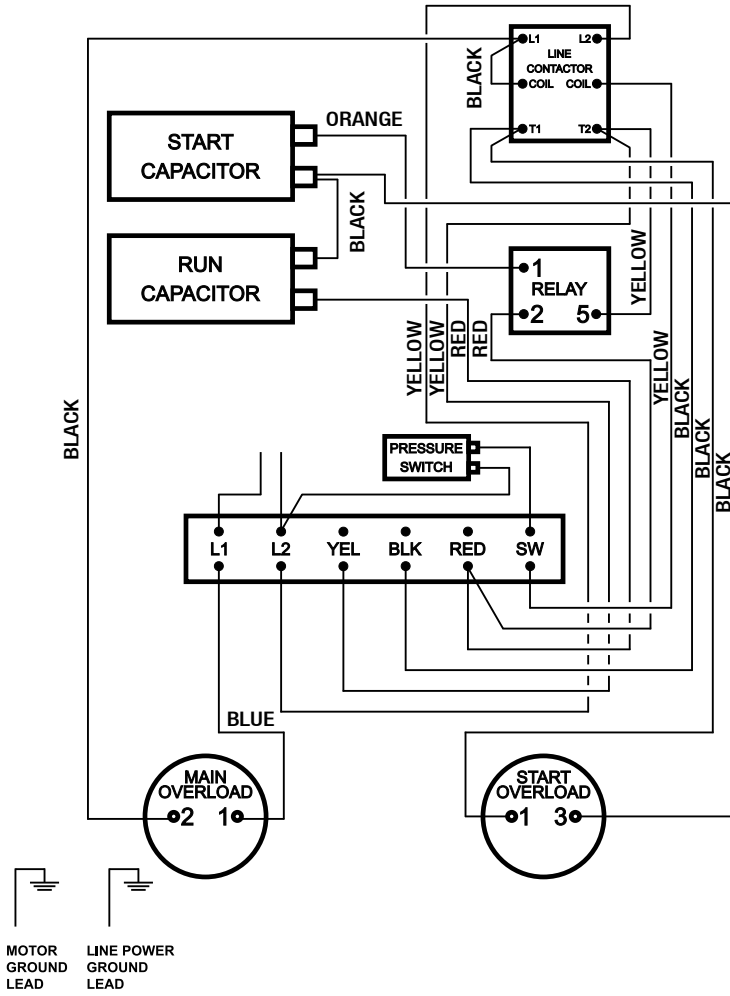 L1 L2
LINE
CONTACTOR
COIL COIL
T1 T2
BLACK
ORANGE
START
CAPACITOR
BLACK
RUN
CAPACITOR
1
RELAY
2 5
YELLOW
YELLOW
YELLOW
RED
RED
YELLOW
BLACK
BLACK
BLACK
BLACK
PRESSURE
SWITCH
L1 L2 YEL BLK RED SW
BLUE
MAIN
OVERLOAD
2 1
START
OVERLOAD
1 3
MOTOR
GROUND
LEAD
LINE POWER
GROUND
LEAD